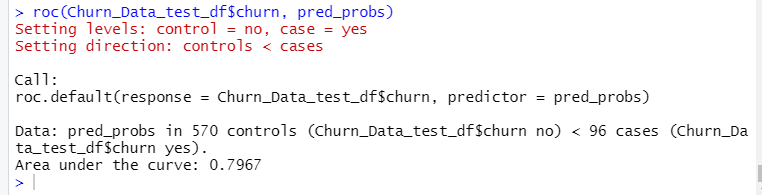 > roc(Churn_Data_test_df$churn, pred_probs)
Setting levels: control = no, case = yes
Setting direction: controls < cases
Call:
roc.default(response = Churn_Data_test_df$churn, predictor = pred_probs)
Data: pred_probs in 570 controls (Churn_Data_test_df$churn no) < 96 cases (Churn_Da
ta_test_df$churn yes).
Area under the curve: 0.7967
>